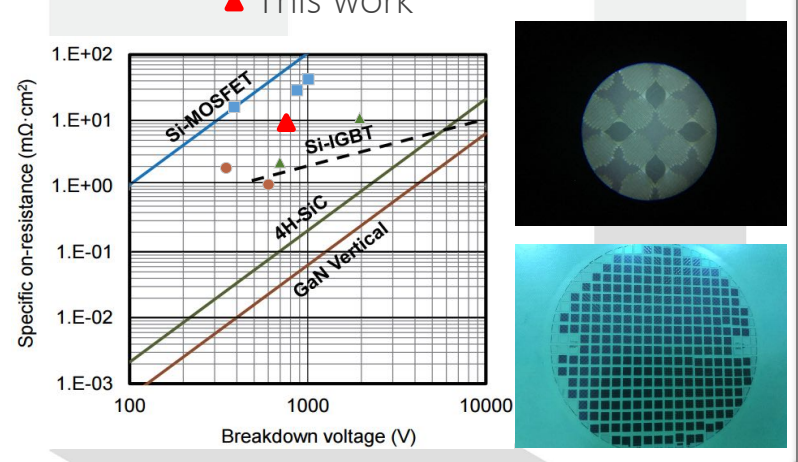 This work
1.E+02
1.E+01
1.E+00
1.E-01
1.E-02
1.E-03
Specific on-resistance (mΩ·cm²)
Si-MOSFET
Si-IGBT
4H-SiC
GaN Vertical
100
1000
10000
Breakdown voltage (V)